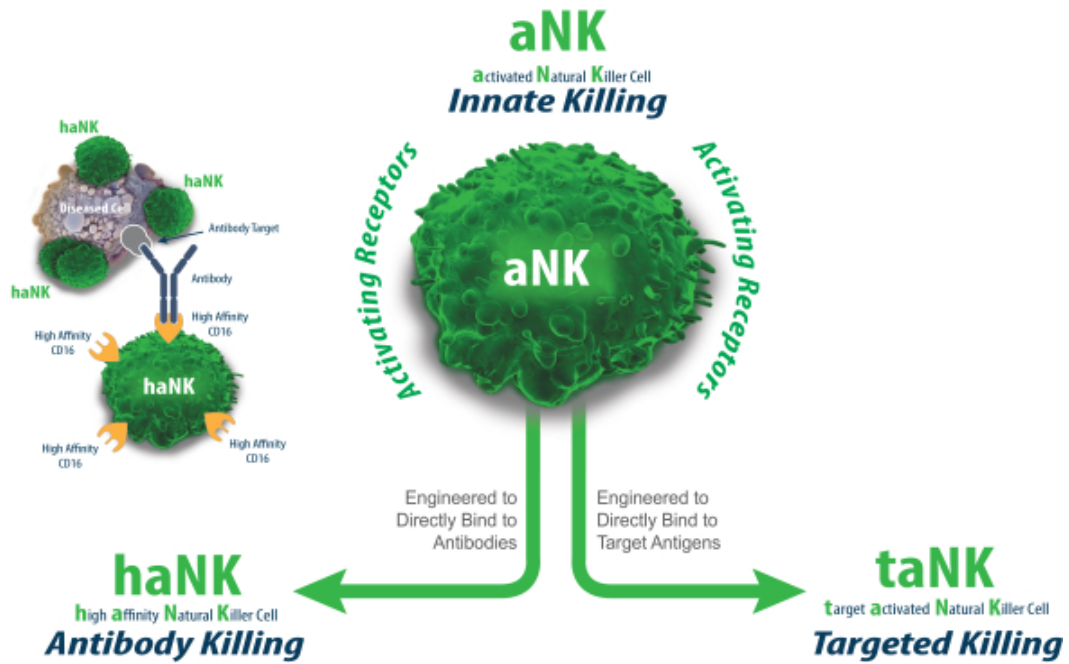 aNK
activated Natural Killer Cell
Innate Killing
haNK
haNK
Diseased Cell
Antibody Target
Antibody
haNK
High Affinity
CD16
High Affinity
CD16
haNK
High Affinity
CD16
High Affinity
CD16
Activating Receptors
aNK
Activating Receptors
Engineered to
Directly Bind to
Antibodies
Engineered to
Directly Bind to
Target Antigens
haNK
high affinity Natural Killer Cell
Antibody Killing
taNK
target activated Natural Killer Cell
Targeted Killing